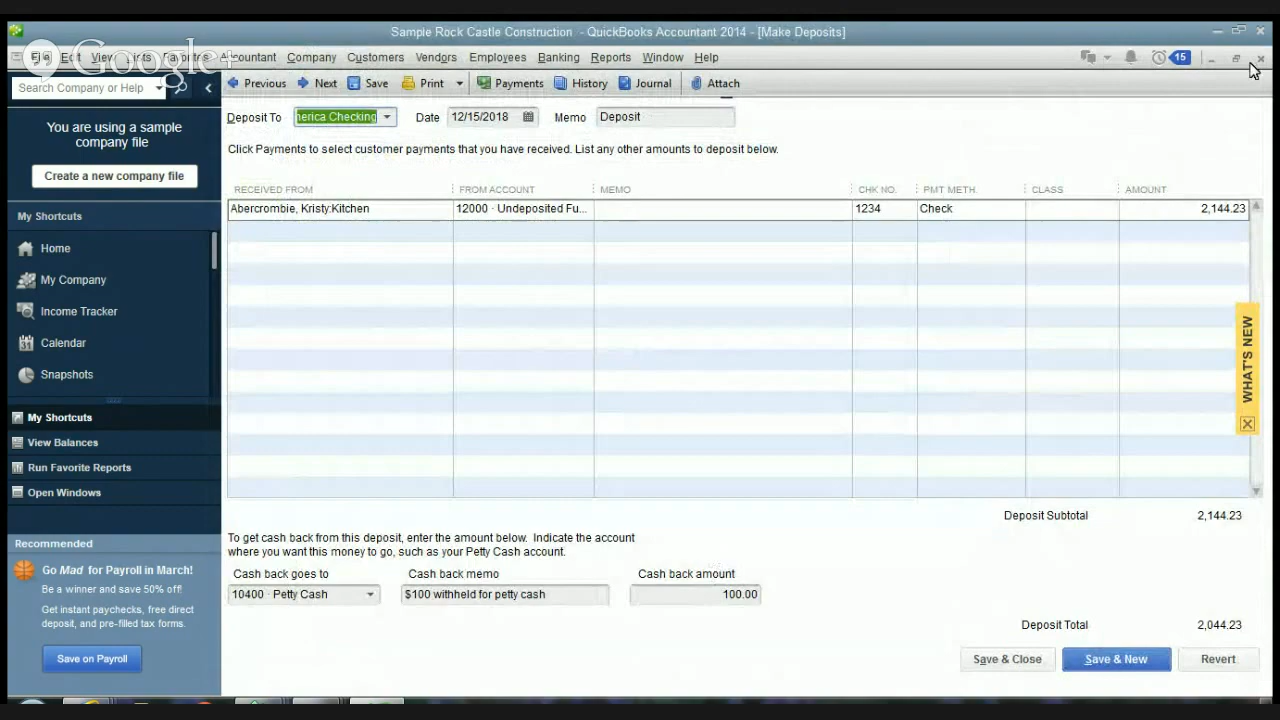 Sample Rock Castle Construction - QuickBooks Accountant 2014 - [Make Deposits]
Google+
File Edit View Lists Favorites Accountant Company Customers Vendors Employees Banking Reports Window Help
15
Search Company or Help
Previous Next Save Print Payments History Journal Attach
You are using a sample
company file
Create a new company file
My Shortcuts
Home
My Company
Income Tracker
Calendar
31
Snapshots
My Shortcuts
View Balances
Run Favorite Reports
Open Windows
Recommended
Go Mad for Payroll in March!
Be a winner and save 50% off!
Get instant paychecks, free direct
deposit, and pre-filled tax forms.
Save on Payroll
Deposit To erica Checking Date 12/15/2018 Memo Deposit
Click Payments to select customer payments that you have received. List any other amounts to deposit below.
RECEIVED FROM FROM ACCOUNT MEMO CHK NO. PMT METH. CLASS AMOUNT
Abercrombie, Kristy:Kitchen 12000 · Undeposited Fu... 1234 Check 2,144.23
WHAT'S NEW
Deposit Subtotal 2,144.23
To get cash back from this deposit, enter the amount below. Indicate the account
where you want this money to go, such as your Petty Cash account.
Cash back goes to Cash back memo Cash back amount
10400 · Petty Cash $100 withheld for petty cash 100.00
Deposit Total 2,044.23
Save & Close Save & New Revert